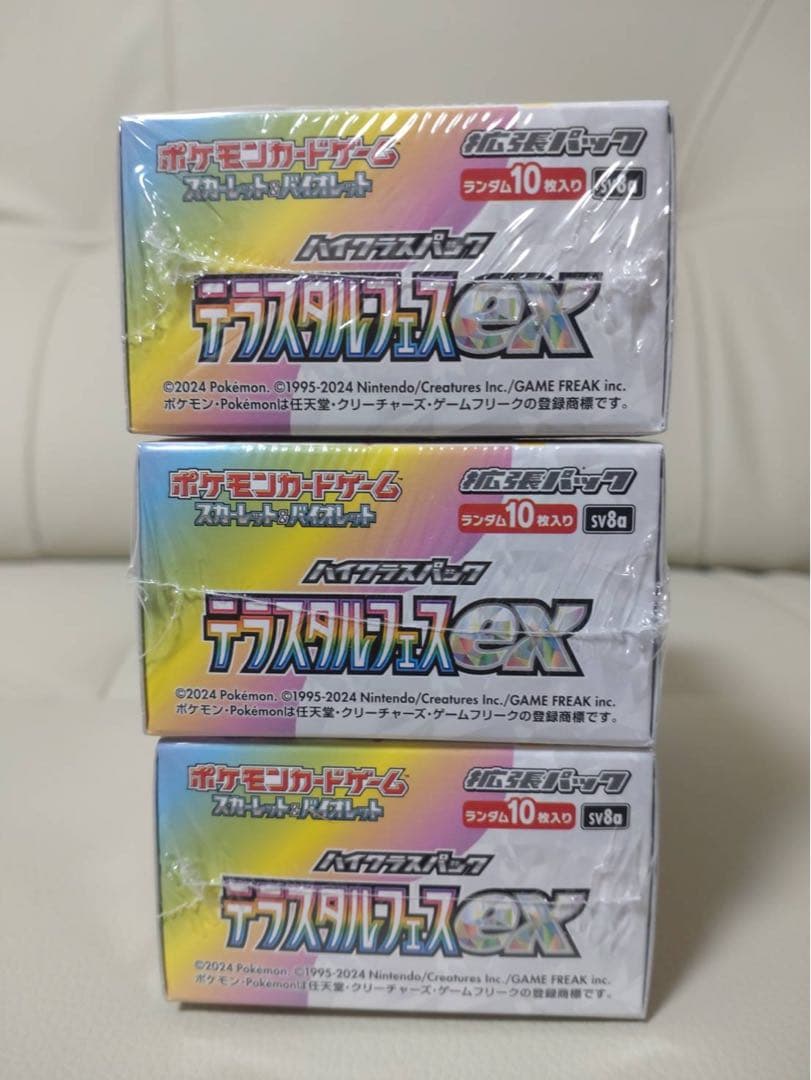 ポケモンカードゲーム 拡張パック
スカーレット&バイオレット ランダム10枚入り SV8a
ハイクラスパック
テラスタルフェスex
©2024 Pokémon. ©1995-2024 Nintendo/Creatures Inc./GAME FREAK inc.
ポケモン・Pokémonは任天堂・クリーチャーズ・ゲームフリークの登録商標です。
ポケモンカードゲーム 拡張パック
スカーレット&バイオレット ランダム10枚入り SV8a
ハイクラスパック
テラスタルフェスex
©2024 Pokémon. ©1995-2024 Nintendo/Creatures Inc./GAME FREAK inc.
ポケモン・Pokémonは任天堂・クリーチャーズ・ゲームフリークの登録商標です。
ポケモンカードゲーム 拡張パック
スカーレット&バイオレット ランダム10枚入り SV8a
ハイクラスパック
テラスタルフェスex
©2024 Pokémon. ©1995-2024 Nintendo/Creatures Inc./GAME FREAK inc.
ポケモン・Pokémonは任天堂・クリーチャーズ・ゲームフリークの登録商標です。